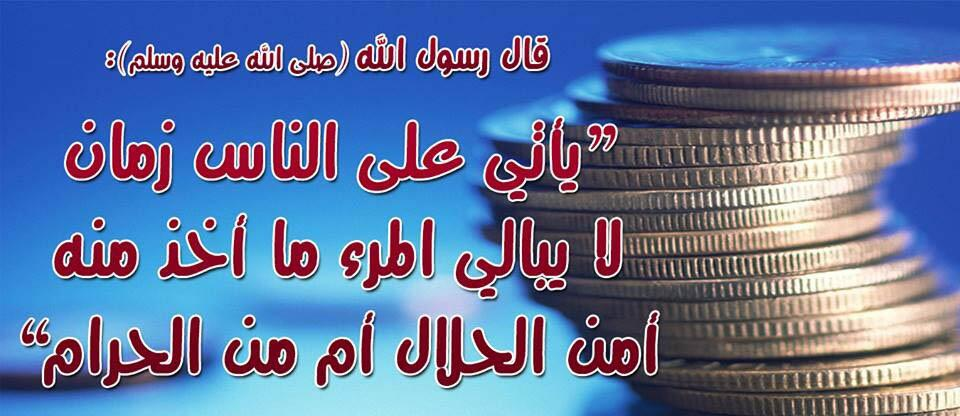 قال رسول الله (صلى الله عليه وسلم):
”يأتي على الناس زمان
لا يبالي المرء ما أخذ منه
أمن الحلال أم من الحرام“